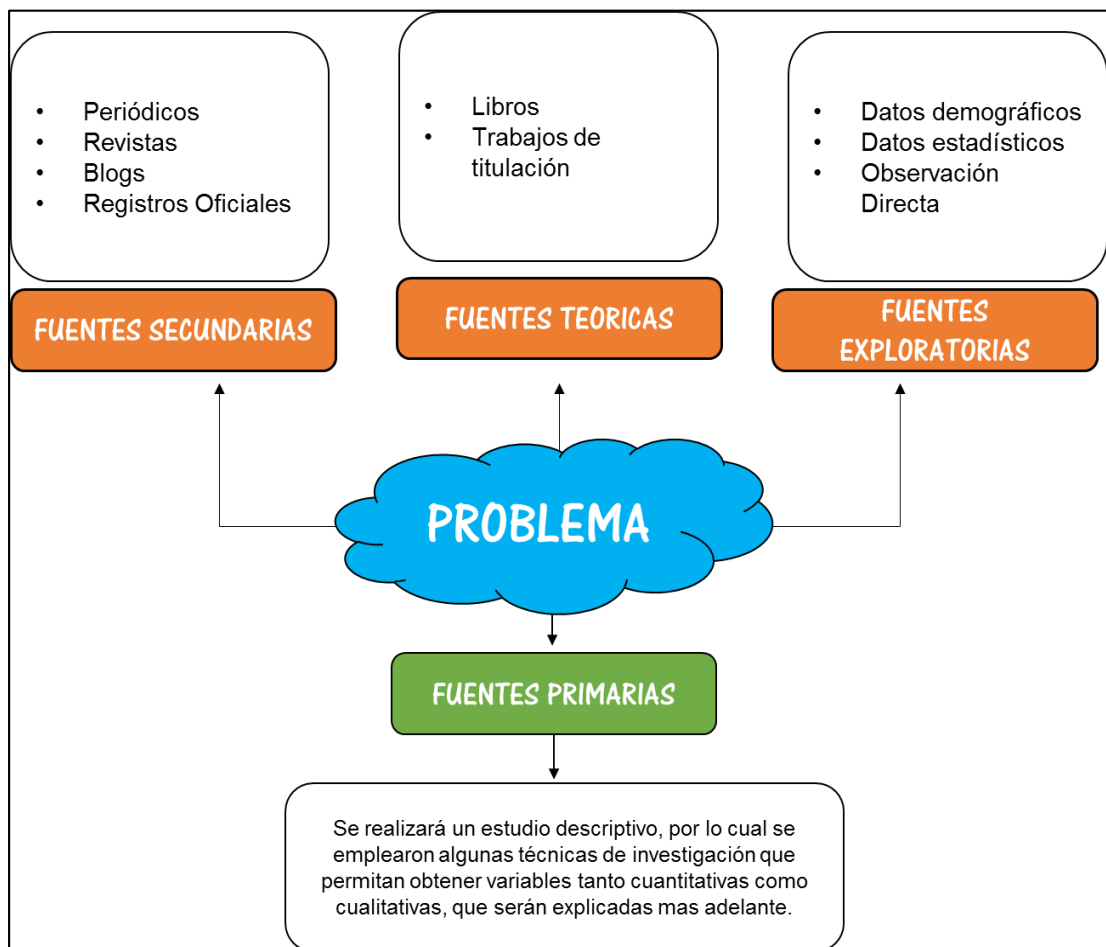 • Periódicos
• Revistas
• Blogs
• Registros Oficiales
FUENTES SECUNDARIAS
• Libros
• Trabajos de
titulación
FUENTES TEORICAS
• Datos demográficos
• Datos estadísticos
• Observación
Directa
FUENTES
EXPLORATORIAS
PROBLEMA
FUENTES PRIMARIAS
Se realizará un estudio descriptivo, por lo cual se
emplearon algunas técnicas de investigación que
permitan obtener variables tanto cuantitativas como
cualitativas, que serán explicadas mas adelante.